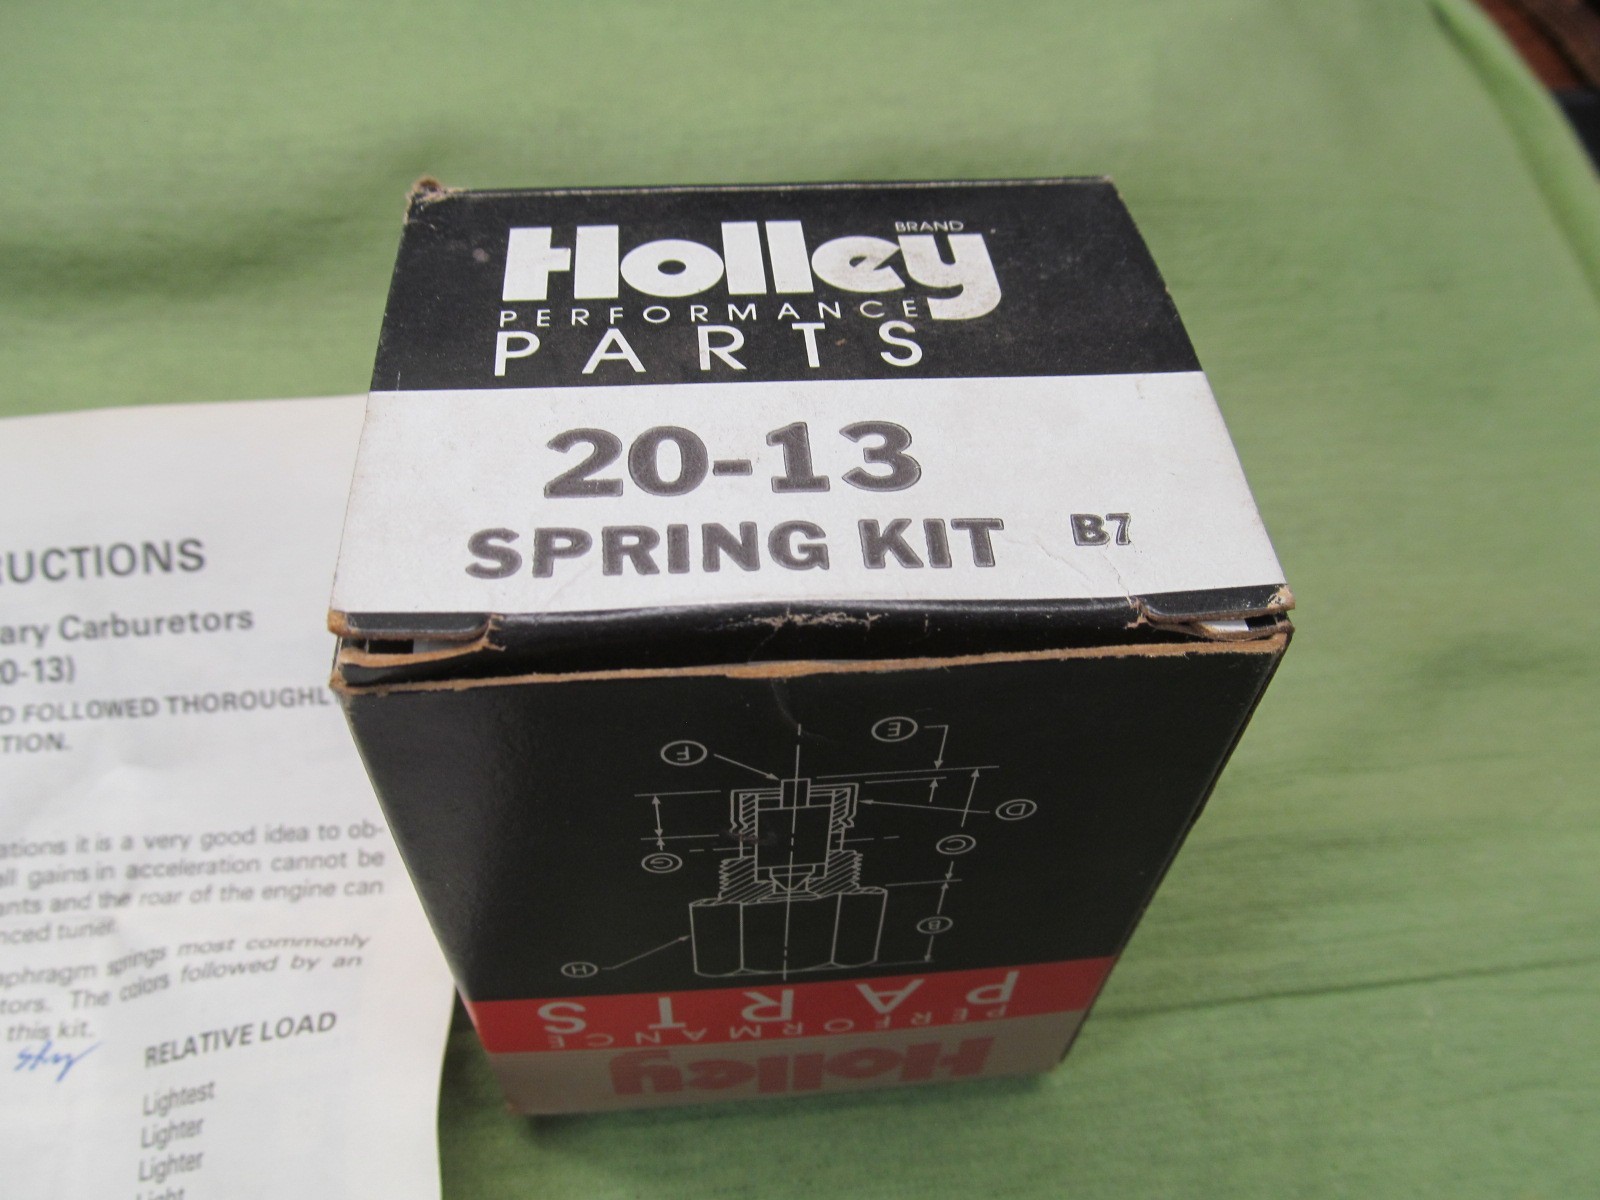 Holley BRAND
PERFORMANCE
PARTS
20-13
SPRING KIT B7
E
F
D
G
C
B
H
PARTS
PERFORMANCE
Holley
RUCTIONS
ary Carburetors
0-13)
D FOLLOWED THOROUGHLY
TION.
ations it is a very good idea to ob-
all gains in acceleration cannot be
ants and the roar of the engine can
nced tuner.
aphragm springs most commonly
tors. The colors followed by an
this kit.
RELATIVE LOAD
Lightest
Lighter
Lighter
Light